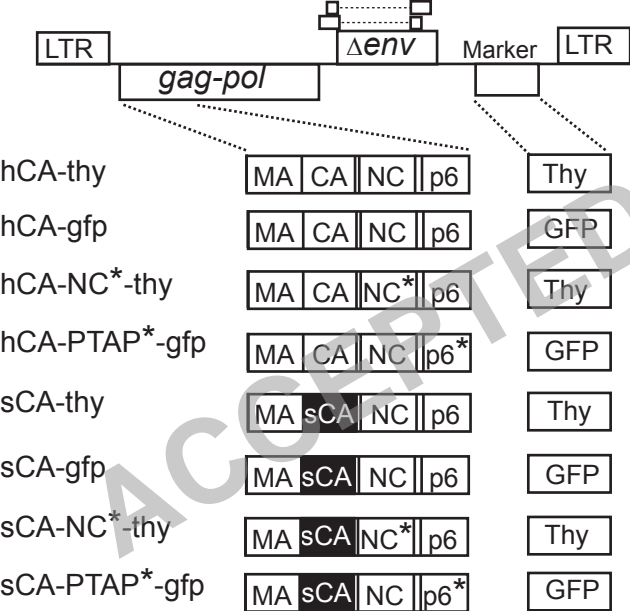 LTR Δenv Marker LTR
gag-pol
hCA-thy MA CA NC p6 Thy
hCA-gfp MA CA NC p6 GFP
hCA-NC*-thy MA CA NC* p6 Thy
hCA-PTAP*-gfp MA CA NC p6* GFP
sCA-thy MA sCA NC p6 Thy
sCA-gfp MA sCA NC p6 GFP
sCA-NC*-thy MA sCA NC* p6 Thy
sCA-PTAP*-gfp MA sCA NC p6* GFP
ACCEPTED